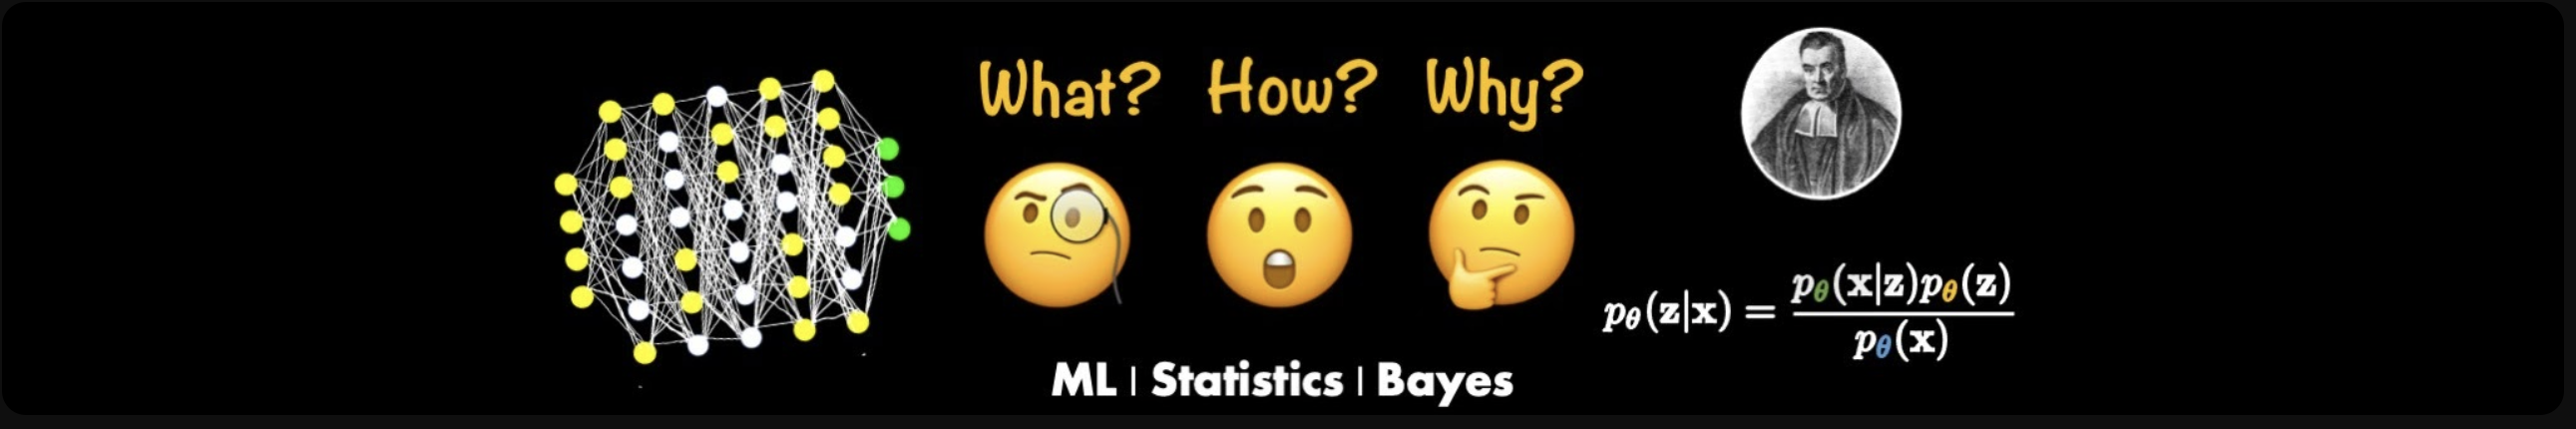 What? How? Why?
pθ(z|x) = pθ(x|z)pθ(z) / pθ(x)
ML | Statistics | Bayes